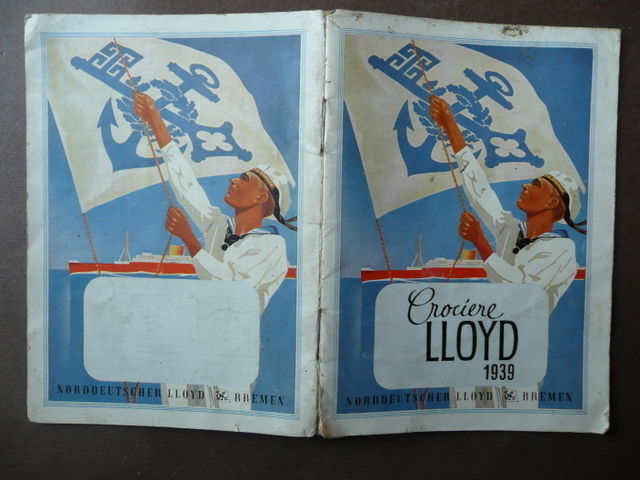 NORDDEUTSCHER LLOYD BREMEN
Crociere
LLOYD
1939
NORDDEUTSCHER LLOYD BREMEN